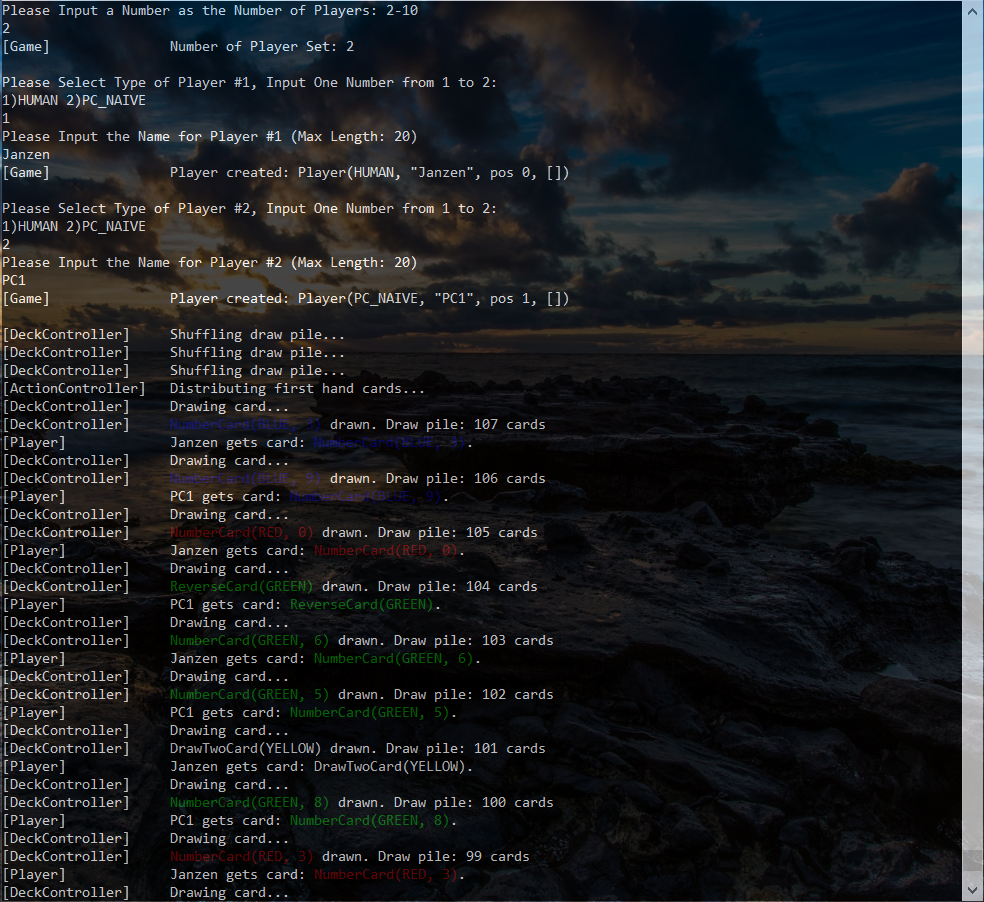 Please Input a Number as the Number of Players: 2-10
2
[Game]               Number of Player Set: 2
Please Select Type of Player #1, Input One Number from 1 to 2:
1)HUMAN 2)PC_NAIVE
1
Please Input the Name for Player #1 (Max Length: 20)
Janzen
[Game]               Player created: Player(HUMAN, "Janzen", pos 0, [])
Please Select Type of Player #2, Input One Number from 1 to 2:
1)HUMAN 2)PC_NAIVE
2
Please Input the Name for Player #2 (Max Length: 20)
PC1
[Game]               Player created: Player(PC_NAIVE, "PC1", pos 1, [])
[DeckController]     Shuffling draw pile...
[DeckController]     Shuffling draw pile...
[DeckController]     Shuffling draw pile...
[ActionController]   Distributing first hand cards...
[DeckController]     Drawing card...
[DeckController]     NumberCard(BLUE, 3) drawn. Draw pile: 107 cards
[Player]             Janzen gets card: NumberCard(BLUE, 3).
[DeckController]     Drawing card...
[DeckController]     NumberCard(BLUE, 9) drawn. Draw pile: 106 cards
[Player]             PC1 gets card: NumberCard(BLUE, 9).
[DeckController]     Drawing card...
[DeckController]     NumberCard(RED, 0) drawn. Draw pile: 105 cards
[Player]             Janzen gets card: NumberCard(RED, 0).
[DeckController]     Drawing card...
[DeckController]     ReverseCard(GREEN) drawn. Draw pile: 104 cards
[Player]             PC1 gets card: ReverseCard(GREEN).
[DeckController]     Drawing card...
[DeckController]     NumberCard(GREEN, 6) drawn. Draw pile: 103 cards
[Player]             Janzen gets card: NumberCard(GREEN, 6).
[DeckController]     Drawing card...
[DeckController]     NumberCard(GREEN, 5) drawn. Draw pile: 102 cards
[Player]             PC1 gets card: NumberCard(GREEN, 5).
[DeckController]     Drawing card...
[DeckController]     DrawTwoCard(YELLOW) drawn. Draw pile: 101 cards
[Player]             Janzen gets card: DrawTwoCard(YELLOW).
[DeckController]     Drawing card...
[DeckController]     NumberCard(GREEN, 8) drawn. Draw pile: 100 cards
[Player]             PC1 gets card: NumberCard(GREEN, 8).
[DeckController]     Drawing card...
[DeckController]     NumberCard(RED, 3) drawn. Draw pile: 99 cards
[Player]             Janzen gets card: NumberCard(RED, 3).
[DeckController]     Drawing card...